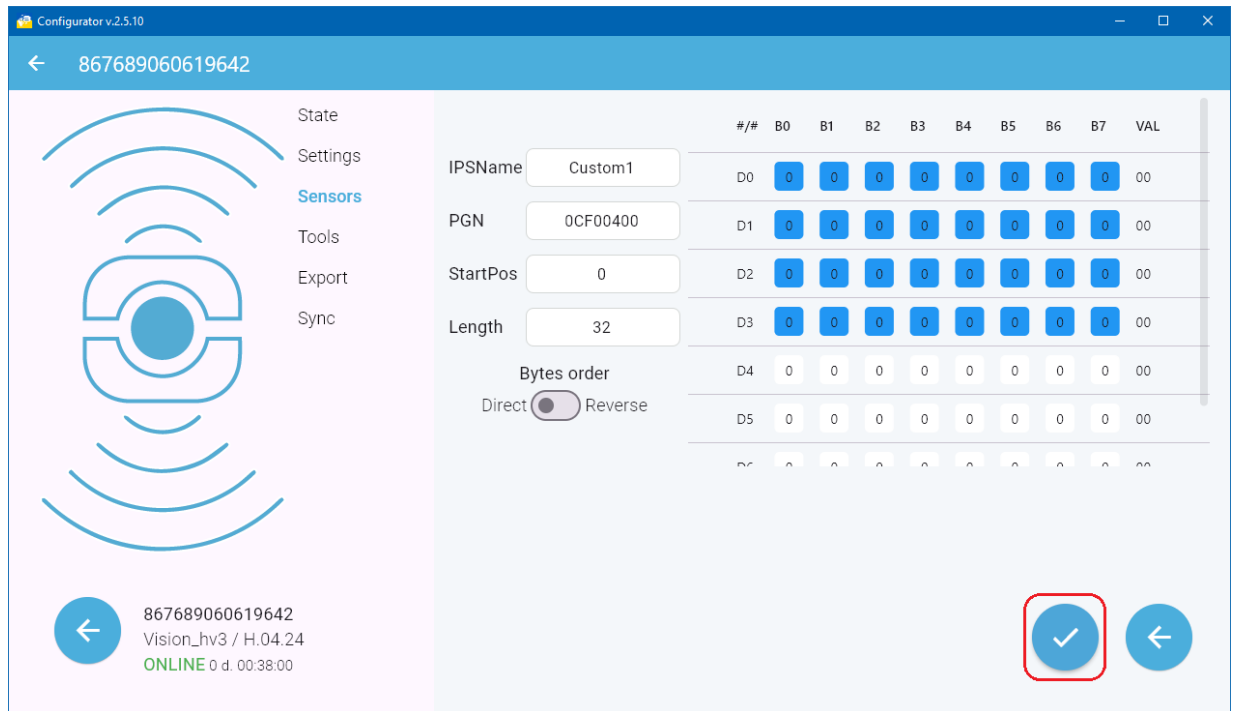 Configurator v.2.5.10
867689060619642
State
Settings
Sensors
Tools
Export
Sync
IPSName Custom1
PGN 0CF00400
StartPos 0
Length 32
Bytes order
Direct Reverse
#/# B0 B1 B2 B3 B4 B5 B6 B7 VAL
D0 0 0 0 0 0 0 0 0 00
D1 0 0 0 0 0 0 0 0 00
D2 0 0 0 0 0 0 0 0 00
D3 0 0 0 0 0 0 0 0 00
D4 0 0 0 0 0 0 0 0 00
D5 0 0 0 0 0 0 0 0 00
867689060619642
Vision_hv3 / H.04.24
ONLINE 0 d. 00:38:00